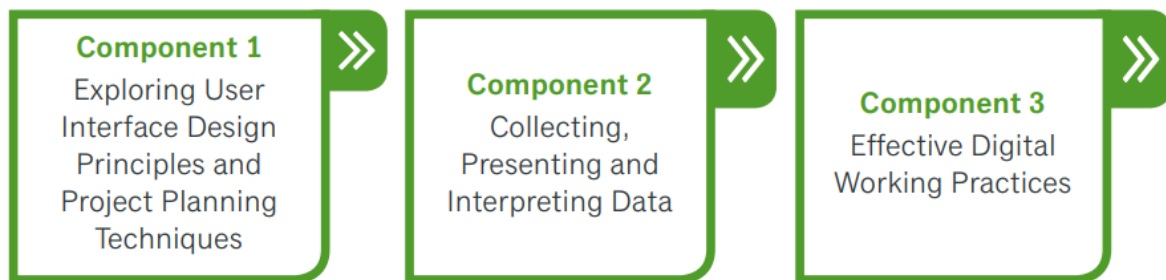 Component 1
Exploring User
Interface Design
Principles and
Project Planning
Techniques
Component 2
Collecting,
Presenting and
Interpreting Data
Component 3
Effective Digital
Working Practices